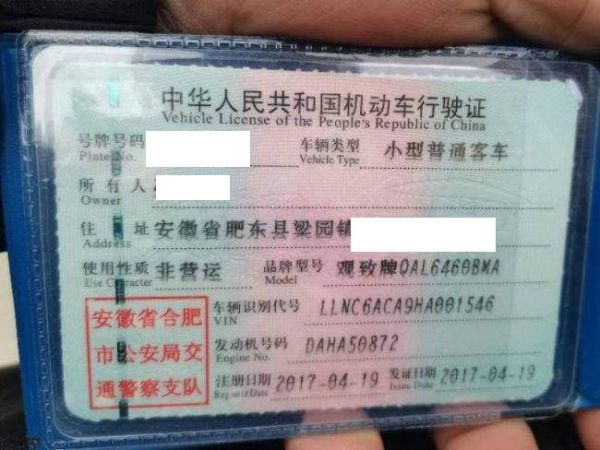 中华人民共和国机动车行驶证
Vehicle License of the People's Republic of China
号牌号码 车辆类型 小型普通客车
Plate No. Vehicle Type
所有人
Owner
住址 安徽省肥东县梁园镇
Address
使用性质 非营运 品牌型号 观致牌QAL6460BMA
Use Character Model
安徽省合肥
市公安局交
通警察支队
车辆识别代号 LLNC6ACA9HA001546
VIN
发动机号码 DAHA50872
Engine No.
注册日期 2017-04-19 发证日期 2017-04-19
Register Date Issue Date